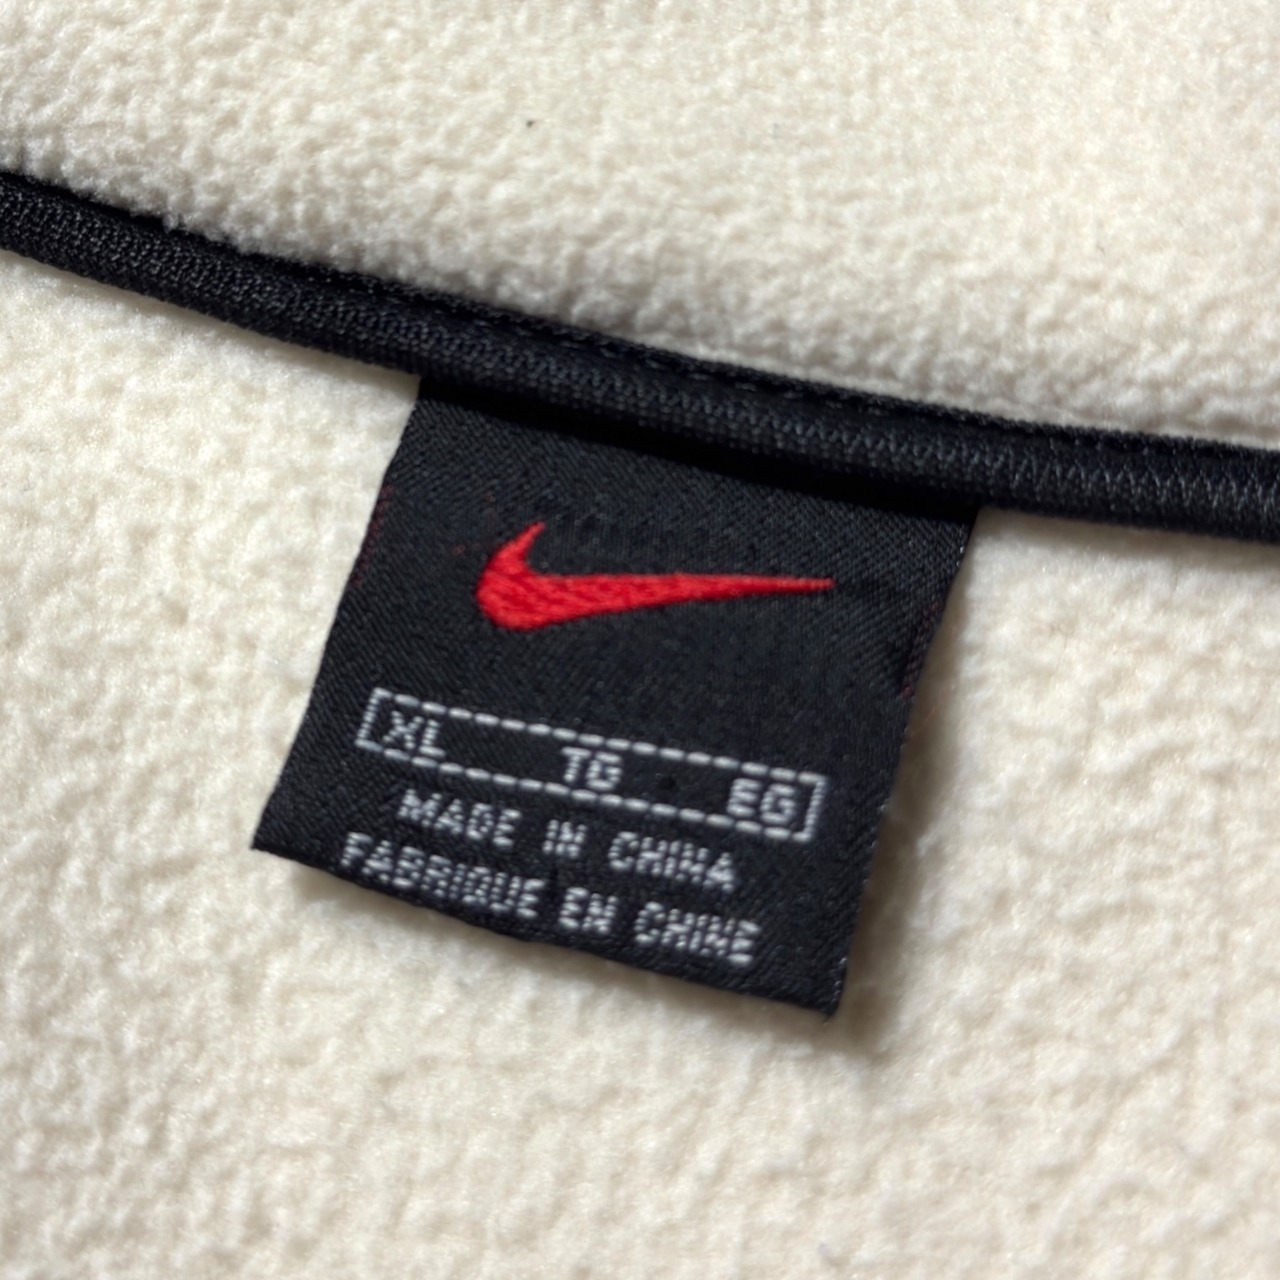 XL TG EG
MADE IN CHINA
FABRIQUE EN CHINE